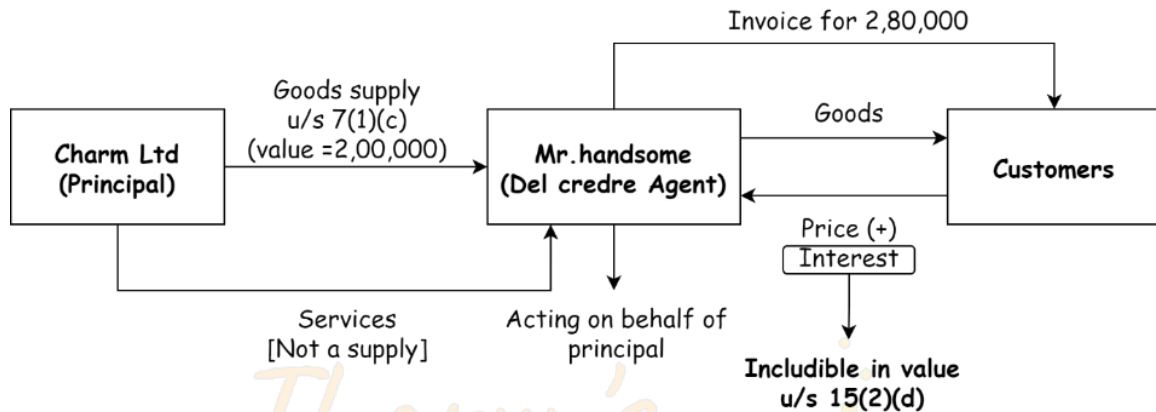 Invoice for 2,80,000
Goods supply
u/s 7(1)(c)
(value =2,00,000)
Goods
Charm Ltd
(Principal)
Mr.handsome
(Del credre Agent)
Customers
Price (+)
Interest
Services
[Not a supply]
Acting on behalf of
principal
Includible in value
u/s 15(2)(d)